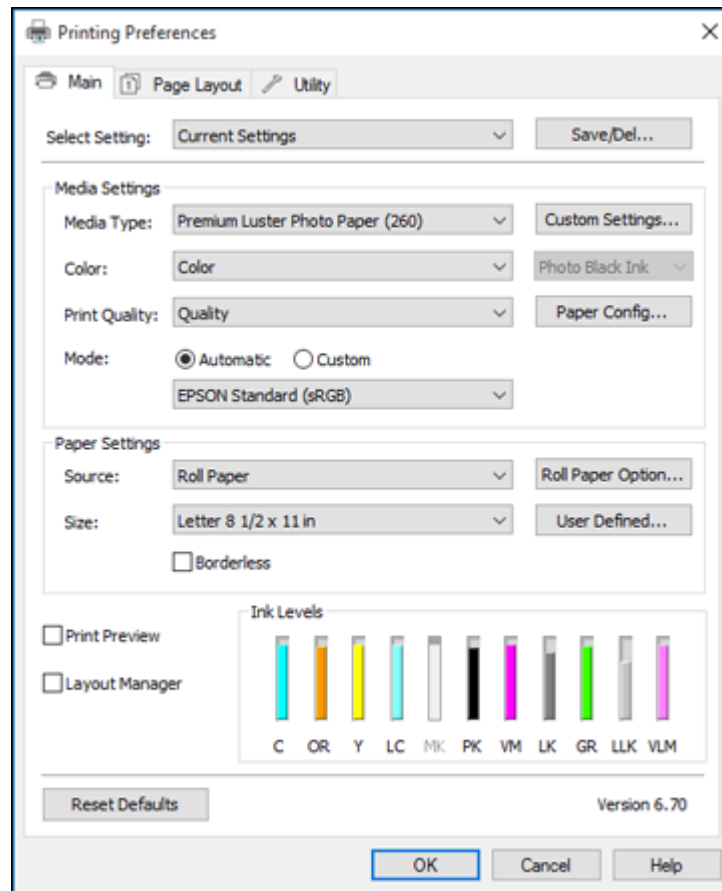 Printing Preferences
Main 1 Page Layout Utility
Select Setting: Current Settings Save/Del...
Media Settings
Media Type: Premium Luster Photo Paper (260) Custom Settings...
Color: Color Photo Black Ink
Print Quality: Quality Paper Config...
Mode: Automatic Custom
EPSON Standard (sRGB)
Paper Settings
Source: Roll Paper Roll Paper Option...
Size: Letter 8 1/2 x 11 in User Defined...
Borderless
Ink Levels
Print Preview
Layout Manager
C OR Y LC MK PK VM LK GR LLK VLM
Reset Defaults Version 6.70
OK Cancel Help